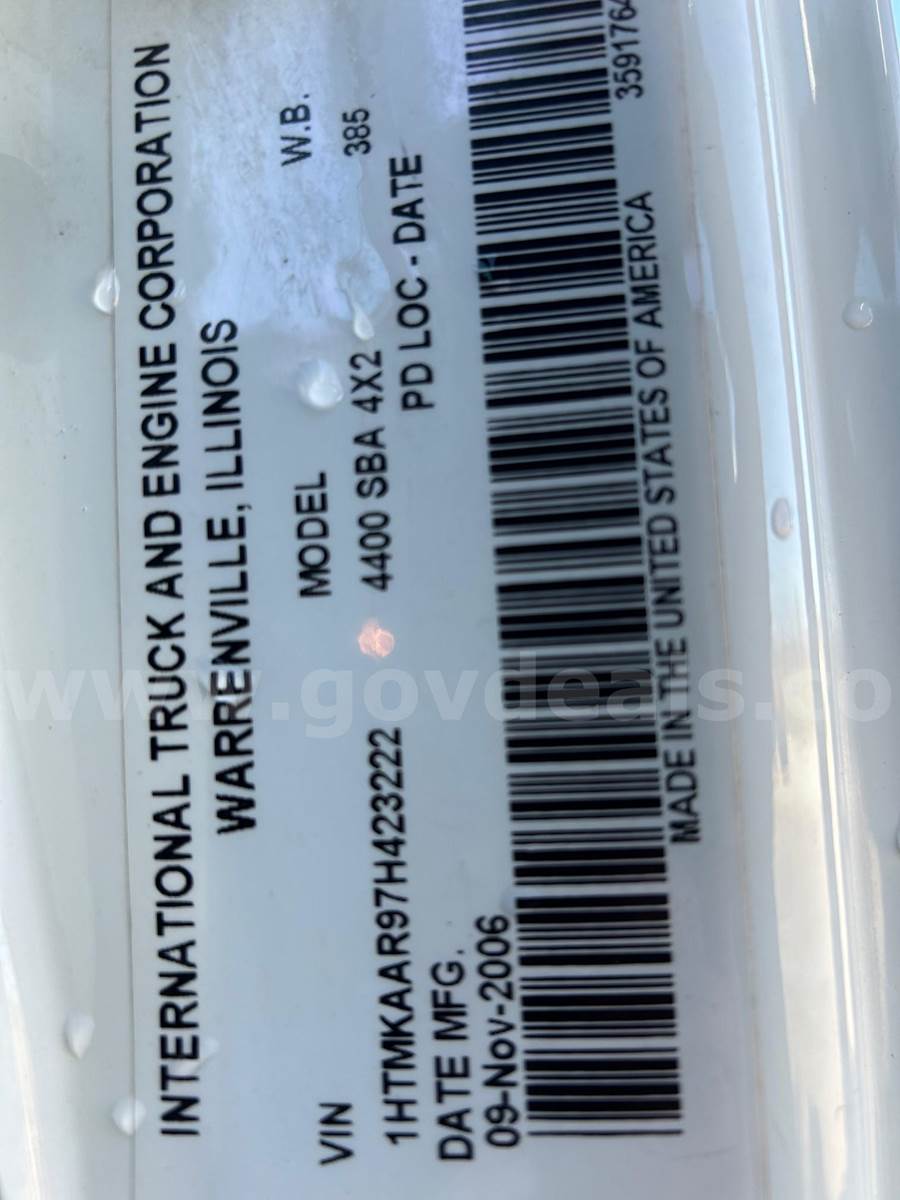 INTERNATIONAL TRUCK AND ENGINE CORPORATION
WARRENVILLE, ILLINOIS
VIN MODEL W.B.
1HTMKAAR97H423222 4400 SBA 4X2 385
DATE MFG. PD LOC - DATE
09-Nov-2006
MADE IN THE UNITED STATES OF AMERICA
www.govdeals.co